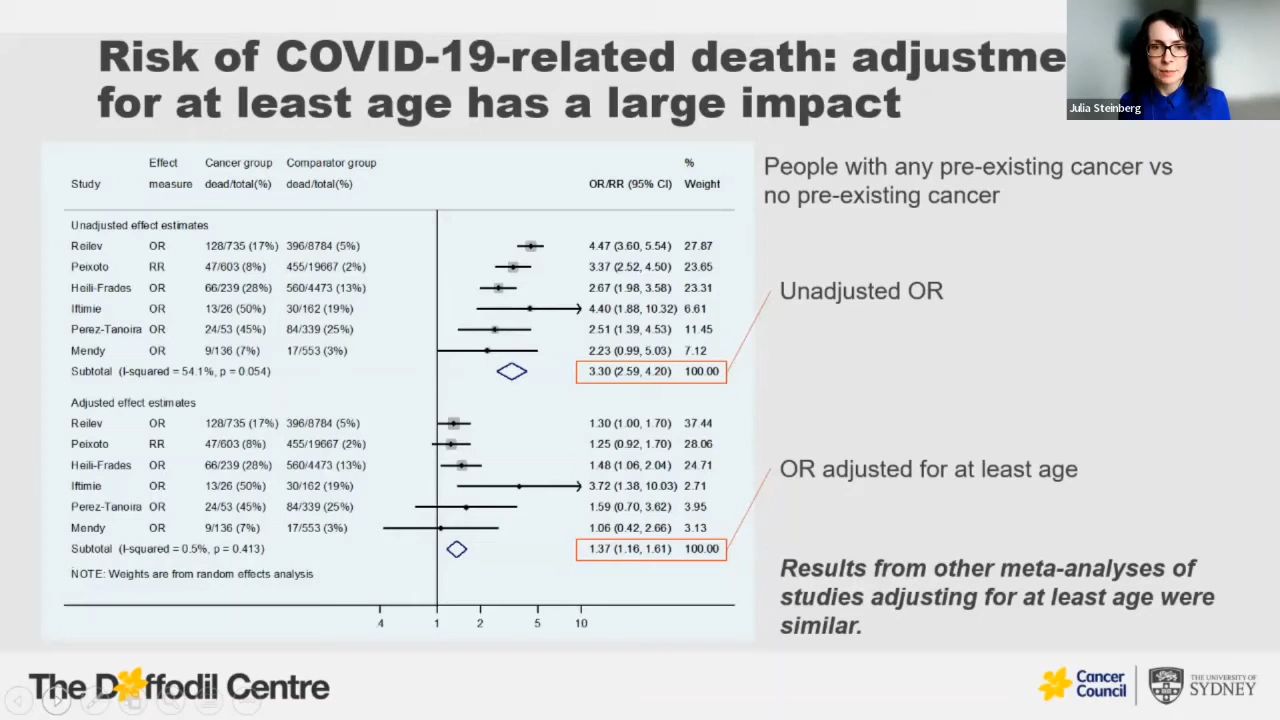 Risk of COVID-19-related death: adjustme
for at least age has a large impact
Julia Steinberg
Effect Cancer group Comparator group %
Study measure dead/total(%) dead/total(%) OR/RR (95% CI) Weight
Unadjusted effect estimates
Reilev OR 128/735 (17%) 396/8784 (5%) 4.47 (3.60, 5.54) 27.87
Peixoto RR 47/603 (8%) 455/19667 (2%) 3.37 (2.52, 4.50) 23.65
Heili-Frades OR 66/239 (28%) 560/4473 (13%) 2.67 (1.98, 3.58) 23.31
Iftimie OR 13/26 (50%) 30/162 (19%) 4.40 (1.88, 10.32) 6.61
Perez-Tanoira OR 24/53 (45%) 84/339 (25%) 2.51 (1.39, 4.53) 11.45
Mendy OR 9/136 (7%) 17/553 (3%) 2.23 (0.99, 5.03) 7.12
Subtotal (I-squared = 54.1%, p = 0.054) 3.30 (2.59, 4.20) 100.00
Adjusted effect estimates
Reilev OR 128/735 (17%) 396/8784 (5%) 1.30 (1.00, 1.70) 37.44
Peixoto RR 47/603 (8%) 455/19667 (2%) 1.25 (0.92, 1.70) 28.06
Heili-Frades OR 66/239 (28%) 560/4473 (13%) 1.48 (1.06, 2.04) 24.71
Iftimie OR 13/26 (50%) 30/162 (19%) 3.72 (1.38, 10.03) 2.71
Perez-Tanoira OR 24/53 (45%) 84/339 (25%) 1.59 (0.70, 3.62) 3.95
Mendy OR 9/136 (7%) 17/553 (3%) 1.06 (0.42, 2.66) 3.13
Subtotal (I-squared = 0.5%, p = 0.413) 1.37 (1.16, 1.61) 100.00
NOTE: Weights are from random effects analysis
.4 1 2 5 10
People with any pre-existing cancer vs
no pre-existing cancer
Unadjusted OR
OR adjusted for at least age
Results from other meta-analyses of
studies adjusting for at least age were
similar.
The Daffodil Centre
Cancer
Council
THE UNIVERSITY OF
SYDNEY